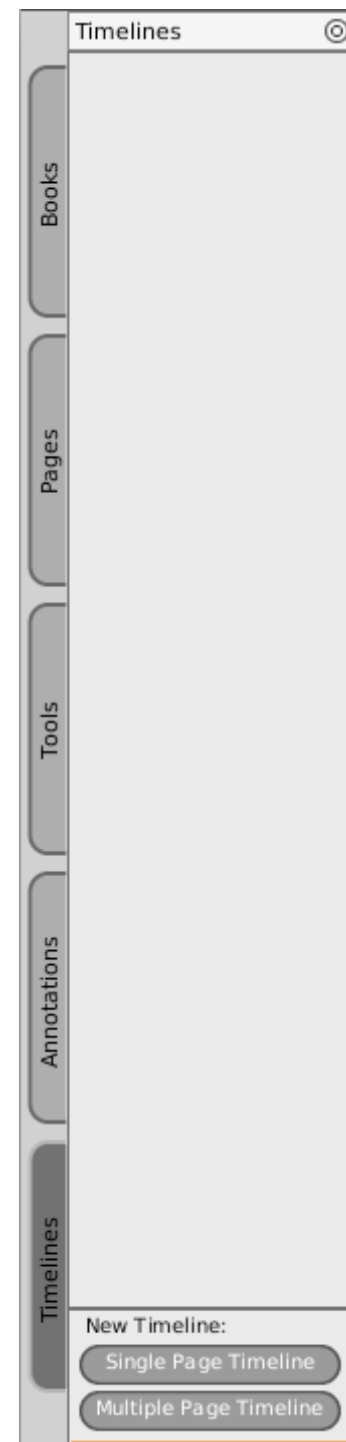 Timelines
Books
Pages
Tools
Annotations
Timelines
New Timeline:
Single Page Timeline
Multiple Page Timeline